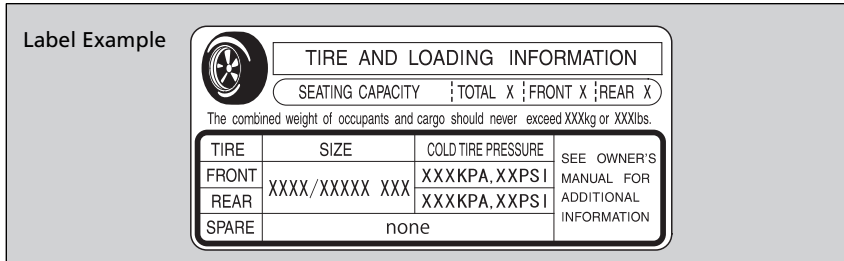 Label Example
TIRE AND LOADING INFORMATION
SEATING CAPACITY TOTAL X FRONT X REAR X
The combined weight of occupants and cargo should never exceed XXXkg or XXXlbs.
TIRE SIZE COLD TIRE PRESSURE
FRONT XXXX/XXXXX XXX XXXKPA,XXPSI
REAR XXXKPA,XXPSI
SPARE none
SEE OWNER'S
MANUAL FOR
ADDITIONAL
INFORMATION